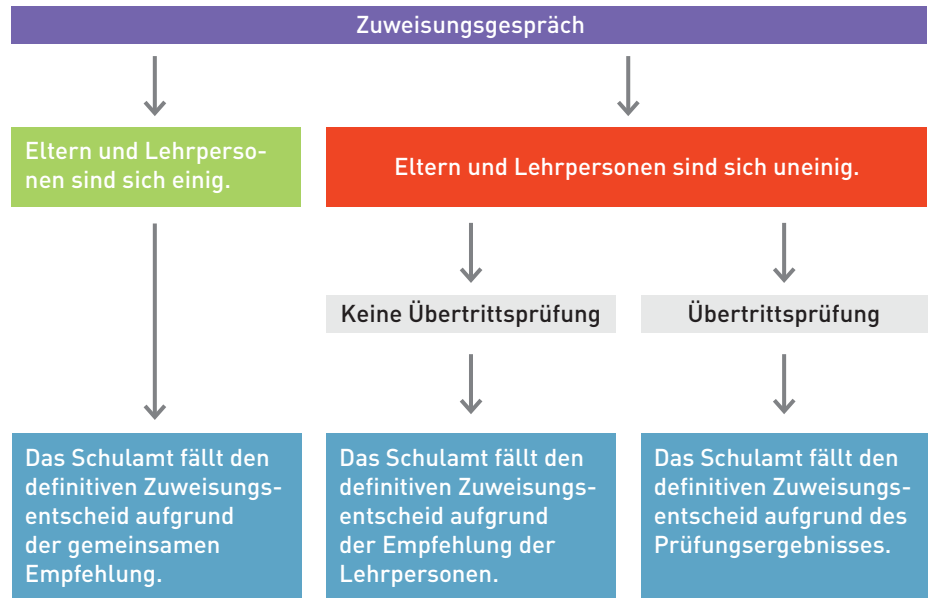 Zuweisungsgespräch
Eltern und Lehrperso-
nen sind sich einig.
Eltern und Lehrpersonen sind sich uneinig.
Keine Übertrittsprüfung
Übertrittsprüfung
Das Schulamt fällt den
definitiven Zuweisungs-
entscheid aufgrund
der gemeinsamen
Empfehlung.
Das Schulamt fällt den
definitiven Zuweisungs-
entscheid aufgrund
der Empfehlung der
Lehrpersonen.
Das Schulamt fällt den
definitiven Zuweisungs-
entscheid aufgrund des
Prüfungsergebnisses.